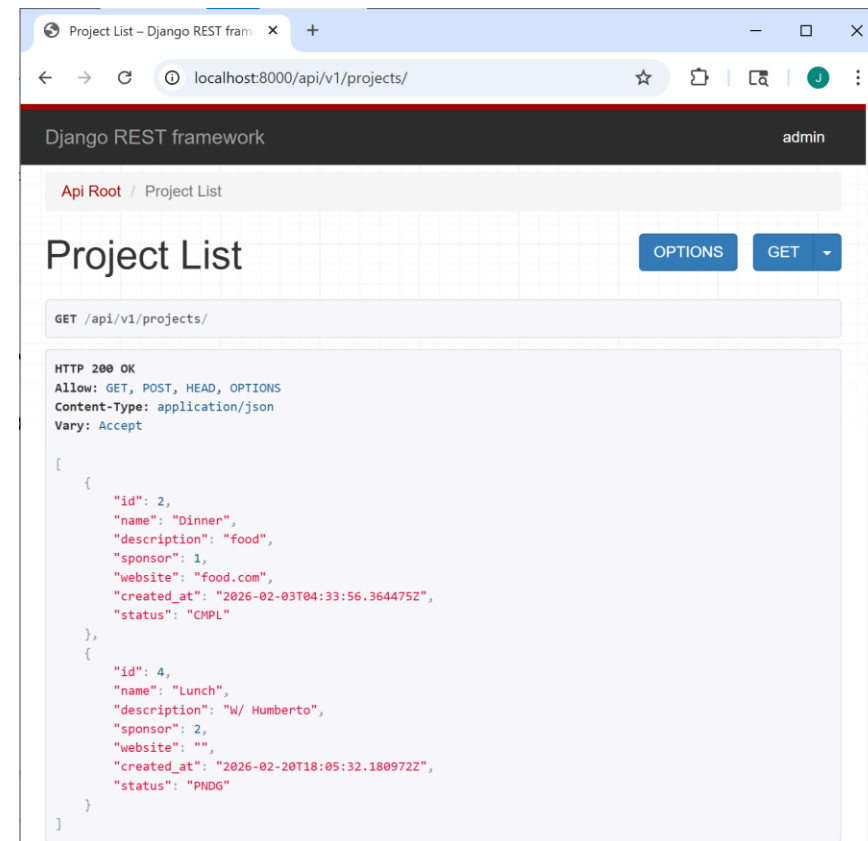 Project List – Django REST fram
localhost:8000/api/v1/projects/
J
Django REST framework
admin
Api Root / Project List
Project List
OPTIONS
GET
GET /api/v1/projects/
HTTP 200 OK
Allow: GET, POST, HEAD, OPTIONS
Content-Type: application/json
Vary: Accept
[
    {
        "id": 2,
        "name": "Dinner",
        "description": "food",
        "sponsor": 1,
        "website": "food.com",
        "created_at": "2026-02-03T04:33:56.364475Z",
        "status": "CMPL"
    },
    {
        "id": 4,
        "name": "Lunch",
        "description": "W/ Humberto",
        "sponsor": 2,
        "website": "",
        "created_at": "2026-02-20T18:05:32.180972Z",
        "status": "PNDG"
    }
]